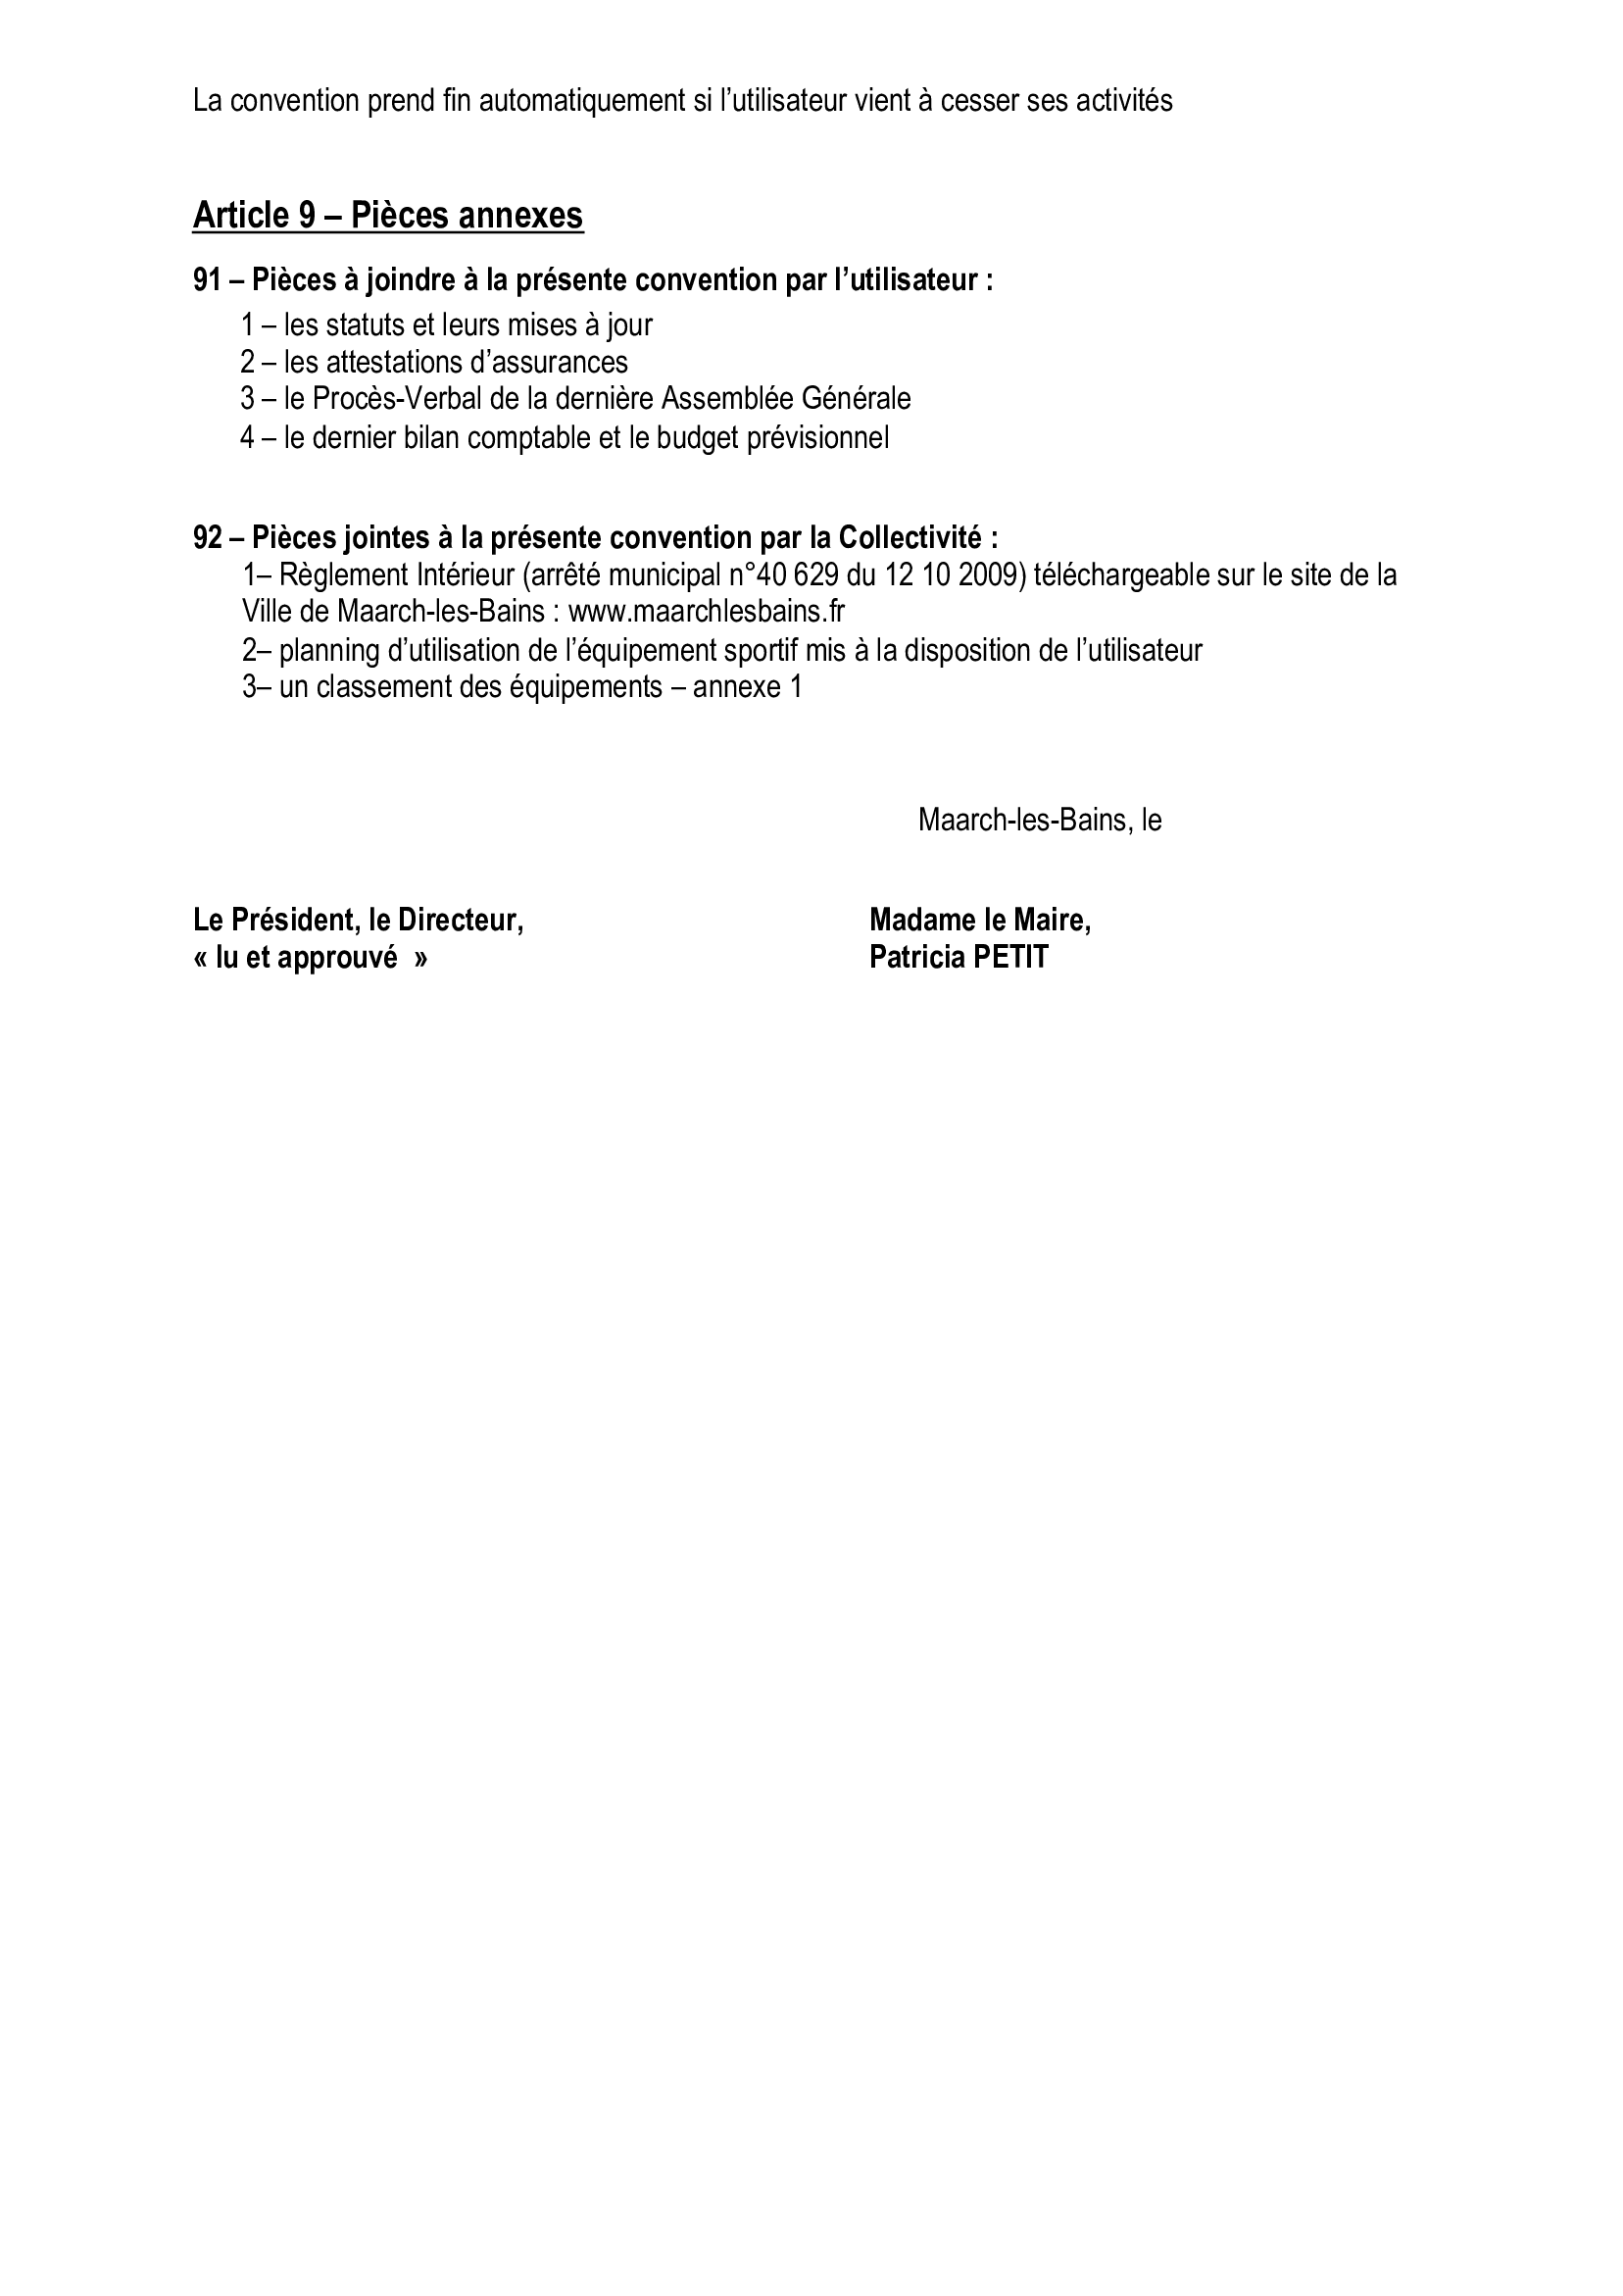 La convention prend fin automatiquement si l’utilisateur vient à cesser ses activités
Article 9 – Pièces annexes
91 – Pièces à joindre à la présente convention par l’utilisateur :
1 – les statuts et leurs mises à jour
2 – les attestations d’assurances
3 – le Procès-Verbal de la dernière Assemblée Générale
4 – le dernier bilan comptable et le budget prévisionnel
92 – Pièces jointes à la présente convention par la Collectivité :
1– Règlement Intérieur (arrêté municipal n°40 629 du 12 10 2009) téléchargeable sur le site de la
Ville de Maarch-les-Bains : www.maarchlesbains.fr
2– planning d’utilisation de l’équipement sportif mis à la disposition de l’utilisateur
3– un classement des équipements – annexe 1
Maarch-les-Bains, le
Le Président, le Directeur,
« lu et approuvé  »
Madame le Maire,
Patricia PETIT